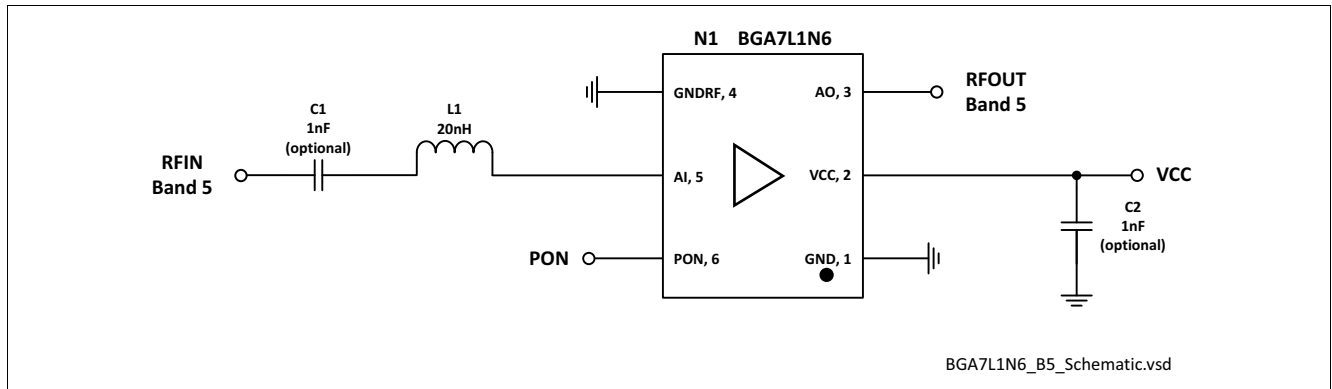 N1 BGA7L1N6
GNDRF, 4
AO, 3
RFOUT
Band 5
C1
1nF
(optional)
L1
20nH
RFIN
Band 5
AI, 5
VCC, 2
VCC
C2
1nF
(optional)
PON
PON, 6
GND, 1
BGA7L1N6_B5_Schematic.vsd